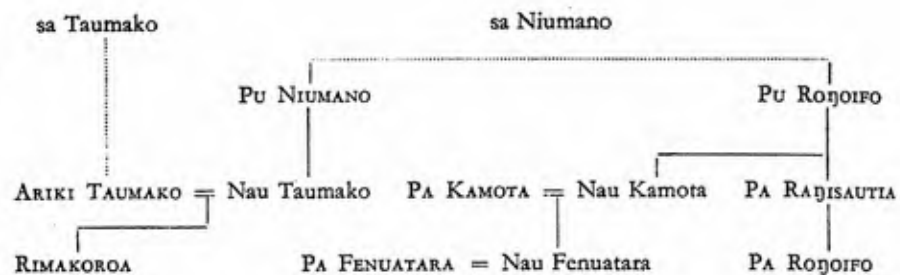 sa Taumako sa Niumano
Pu Niumano Pu Roŋoifo
Ariki Taumako = Nau Taumako Pa Kamota = Nau Kamota Pa Raŋisautia
Rimakoroa Pa Fenuatara = Nau Fenuatara Pa Roŋoifo